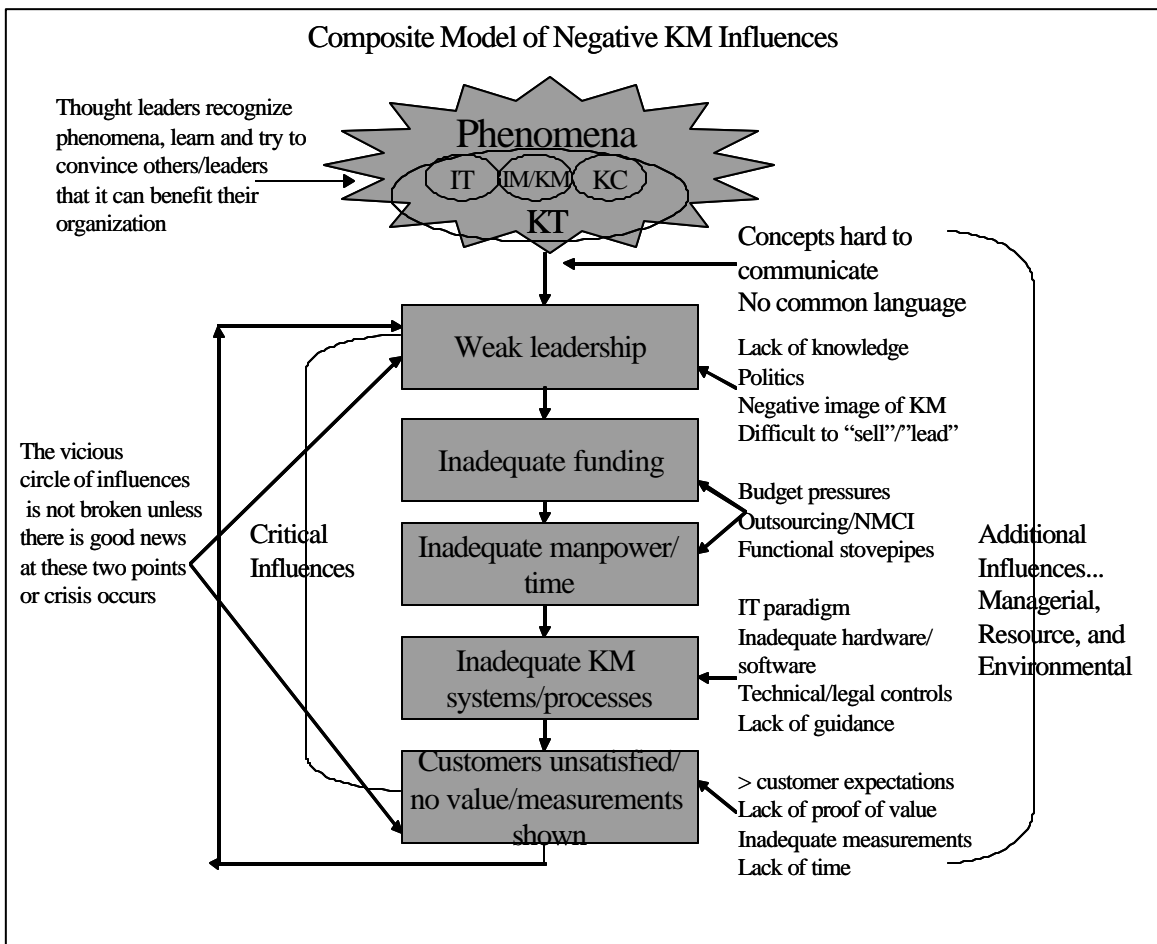 Composite Model of Negative KM Influences
Thought leaders recognize
phenomena, learn and try to
convince others/leaders
that it can benefit their
organization
Phenomena
IT
IM/KM
KC
KT
Concepts hard to
communicate
No common language
Weak leadership
Lack of knowledge
Politics
Negative image of KM
Difficult to “sell”/”lead”
Inadequate funding
Budget pressures
Outsourcing/NMCI
Functional stovepipes
Inadequate manpower/
time
The vicious
circle of influences
is not broken unless
there is good news
at these two points
or crisis occurs
Critical
Influences
Additional
Influences...
Managerial,
Resource, and
Environmental
Inadequate KM
systems/processes
IT paradigm
Inadequate hardware/
software
Technical/legal controls
Lack of guidance
Customers unsatisfied/
no value/measurements
shown
> customer expectations
Lack of proof of value
Inadequate measurements
Lack of time